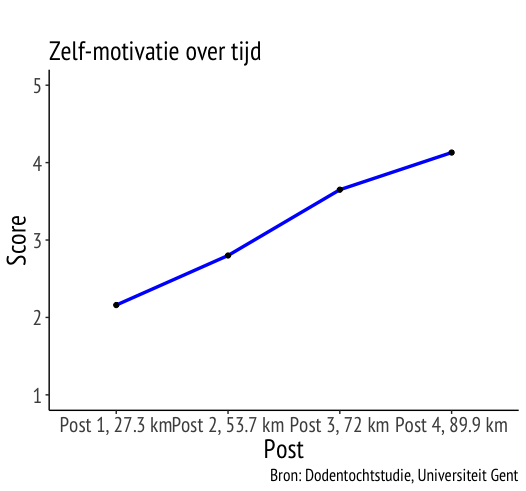 Zelf-motivatie over tijd
5
4
3
2
1
Score
Post 1, 27.3 km Post 2, 53.7 km Post 3, 72 km Post 4, 89.9 km
Post
Bron: Dodentochtstudie, Universiteit Gent